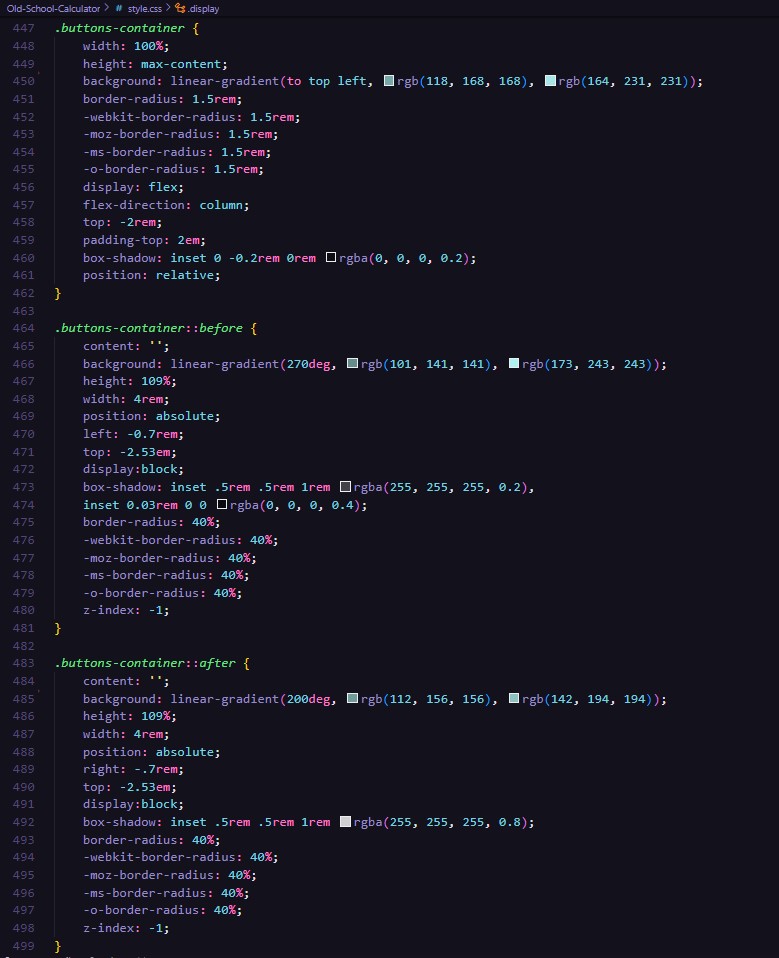 Old-School-Calculator > # style.css > .display
447 .buttons-container {
448     width: 100%;
449     height: max-content;
450     background: linear-gradient(to top left, rgb(118, 168, 168), rgb(164, 231, 231));
451     border-radius: 1.5rem;
452     -webkit-border-radius: 1.5rem;
453     -moz-border-radius: 1.5rem;
454     -ms-border-radius: 1.5rem;
455     -o-border-radius: 1.5rem;
456     display: flex;
457     flex-direction: column;
458     top: -2rem;
459     padding-top: 2em;
460     box-shadow: inset 0 -0.2rem 0rem rgba(0, 0, 0, 0.2);
461     position: relative;
462 }
463
464 .buttons-container::before {
465     content: '';
466     background: linear-gradient(270deg, rgb(101, 141, 141), rgb(173, 243, 243));
467     height: 109%;
468     width: 4rem;
469     position: absolute;
470     left: -0.7rem;
471     top: -2.53em;
472     display:block;
473     box-shadow: inset .5rem .5rem 1rem rgba(255, 255, 255, 0.2),
474     inset 0.03rem 0 0 rgba(0, 0, 0, 0.4);
475     border-radius: 40%;
476     -webkit-border-radius: 40%;
477     -moz-border-radius: 40%;
478     -ms-border-radius: 40%;
479     -o-border-radius: 40%;
480     z-index: -1;
481 }
482
483 .buttons-container::after {
484     content: '';
485     background: linear-gradient(200deg, rgb(112, 156, 156), rgb(142, 194, 194));
486     height: 109%;
487     width: 4rem;
488     position: absolute;
489     right: -.7rem;
490     top: -2.53em;
491     display:block;
492     box-shadow: inset .5rem .5rem 1rem rgba(255, 255, 255, 0.8);
493     border-radius: 40%;
494     -webkit-border-radius: 40%;
495     -moz-border-radius: 40%;
496     -ms-border-radius: 40%;
497     -o-border-radius: 40%;
498     z-index: -1;
499 }